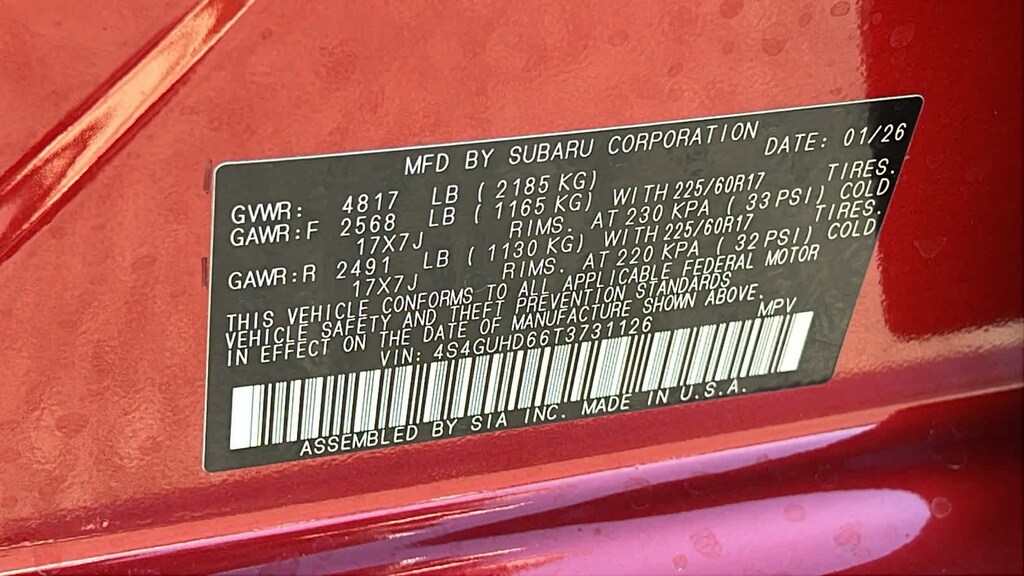 MFD BY SUBARU CORPORATION DATE: 01/26
GVWR: 4817 LB ( 2185 KG)
GAWR:F 2568 LB ( 1165 KG) WITH 225/60R17 TIRES.
17X7J RIMS. AT 230 KPA ( 33 PSI) COLD
GAWR:R 2491 LB ( 1130 KG) WITH 225/60R17 TIRES.
17X7J RIMS. AT 220 KPA ( 32 PSI) COLD
THIS VEHICLE CONFORMS TO ALL APPLICABLE FEDERAL MOTOR
VEHICLE SAFETY AND THEFT PREVENTION STANDARDS
IN EFFECT ON THE DATE OF MANUFACTURE SHOWN ABOVE.
VIN: 4S4GUHD66T3731126 MPV
ASSEMBLED BY SIA INC. MADE IN U.S.A.